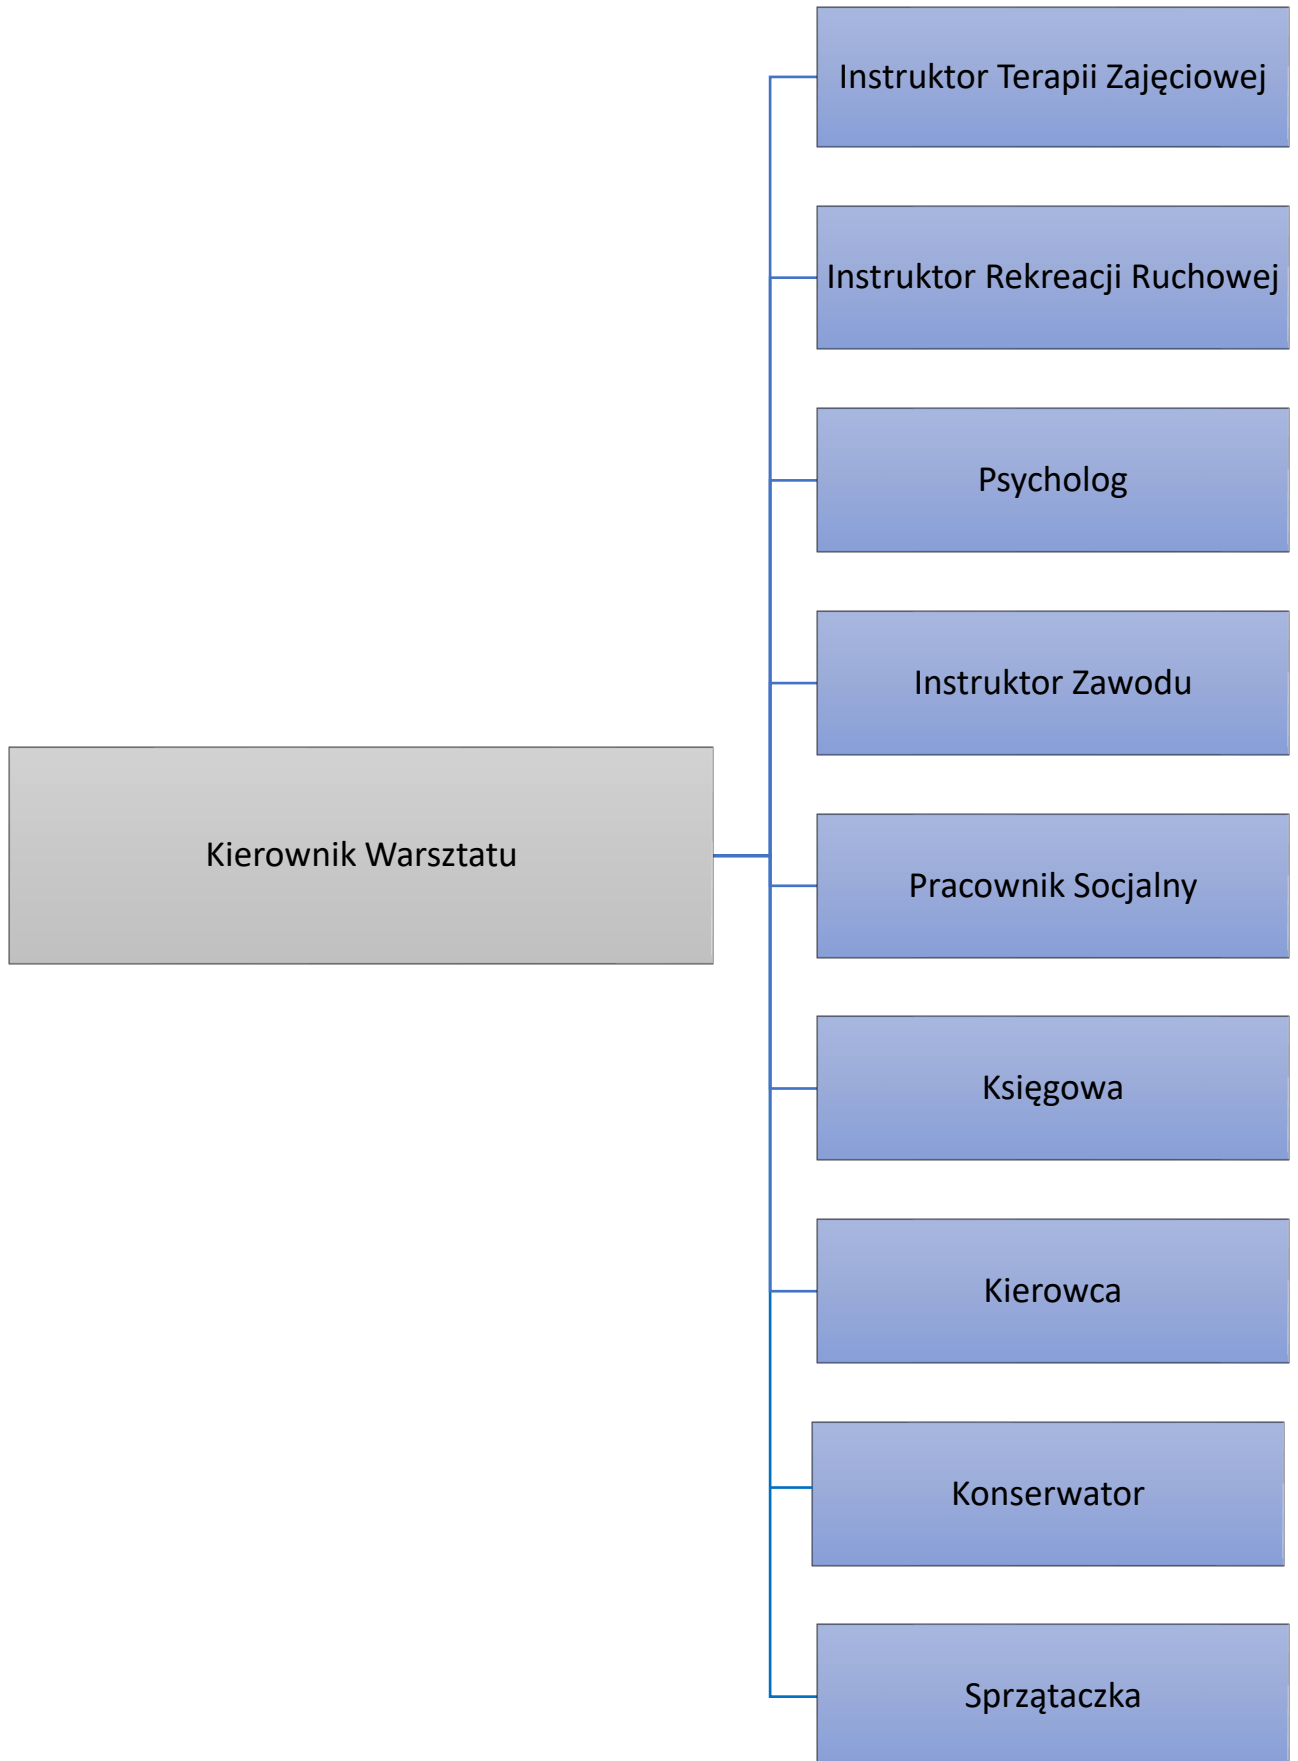 Instruktor Terapii Zajęciowej
Instruktor Rekreacji Ruchowej
Psycholog
Instruktor Zawodu
Kierownik Warsztatu
Pracownik Socjalny
Księgowa
Kierowca
Konserwator
Sprzątaczka